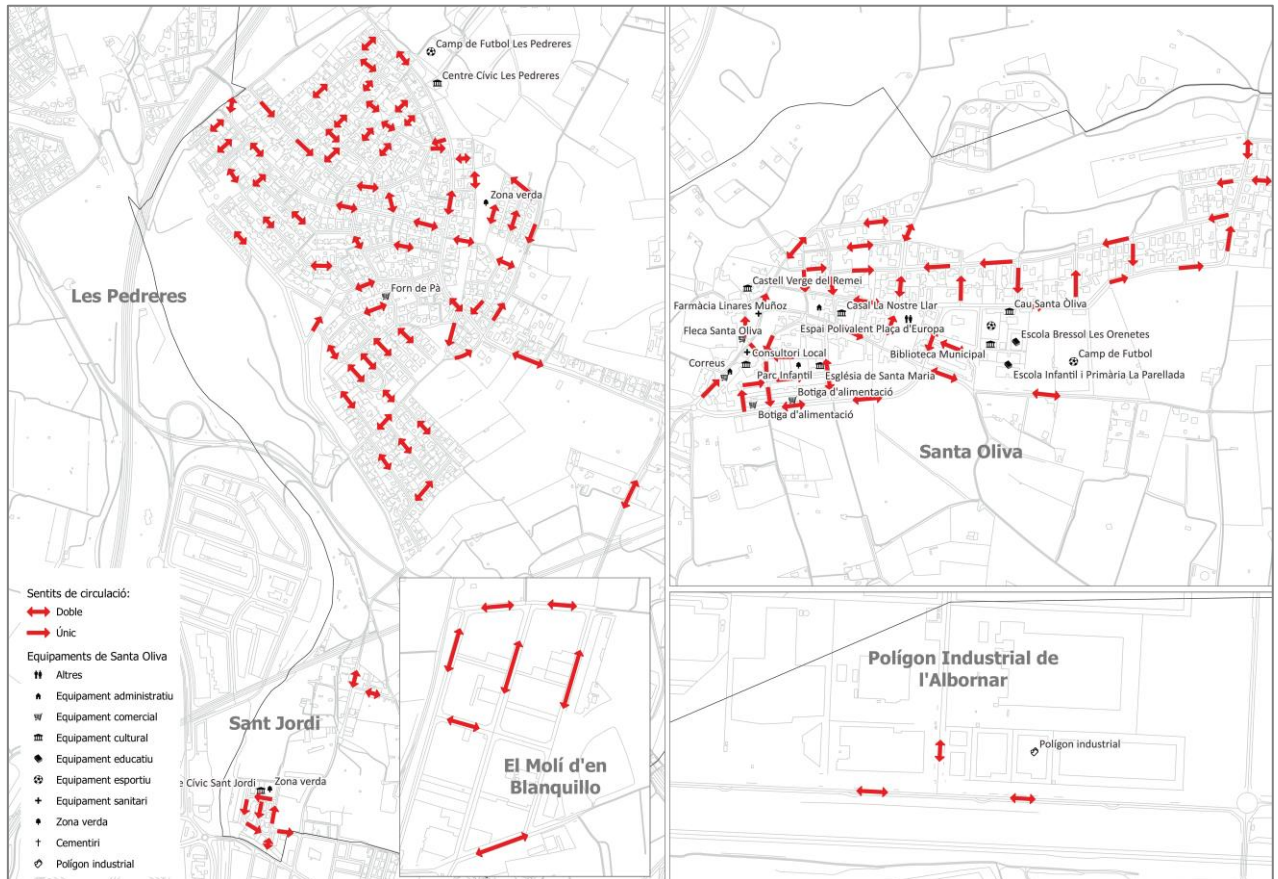 Camp de Futbol Les Pedreres
Centre Cívic Les Pedreres
Zona verda
Les Pedreres
Forn de Pà
Sentits de circulació:
Doble
Únic
Equipaments de Santa Oliva
Altres
Equipament administratiu
Equipament comercial
Equipament cultural
Equipament educatiu
Equipament esportiu
Equipament sanitari
Zona verda
Cementiri
Polígon industrial
Sant Jordi
e Cívic Sant Jordi
Zona verda
El Molí d'en
Blanquillo
Castell Verge del Remei
Farmàcia Linares Muñoz
Casal La Nostre Llar
Cau Santa Òliva
Fleca Santa Oliva
Espai Polivalent Plaça d'Europa
Escola Bressol Les Orenetes
Correus
Consultori Local
Biblioteca Municipal
Camp de Futbol
Parc Infantil
Església de Santa Maria
Escola Infantil i Primària La Parellada
Botiga d'alimentació
Botiga d'alimentació
Santa Oliva
Polígon Industrial de
l'Albornar
Polígon industrial